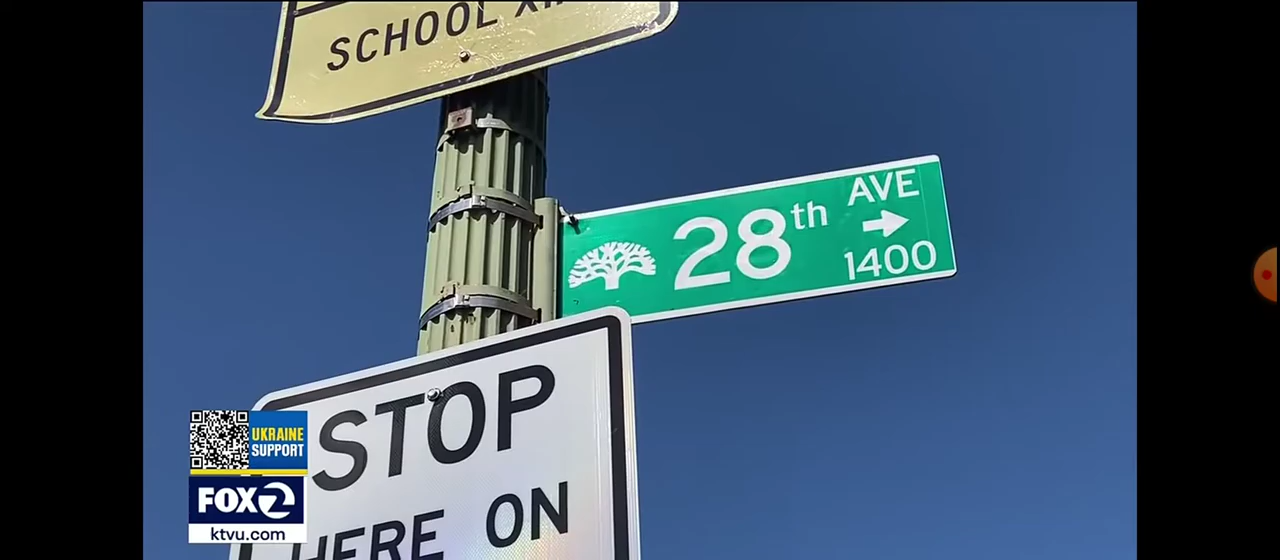 SCHOOL
28th AVE
1400
STOP
HERE ON
UKRAINE
SUPPORT
FOX 2
ktvu.com